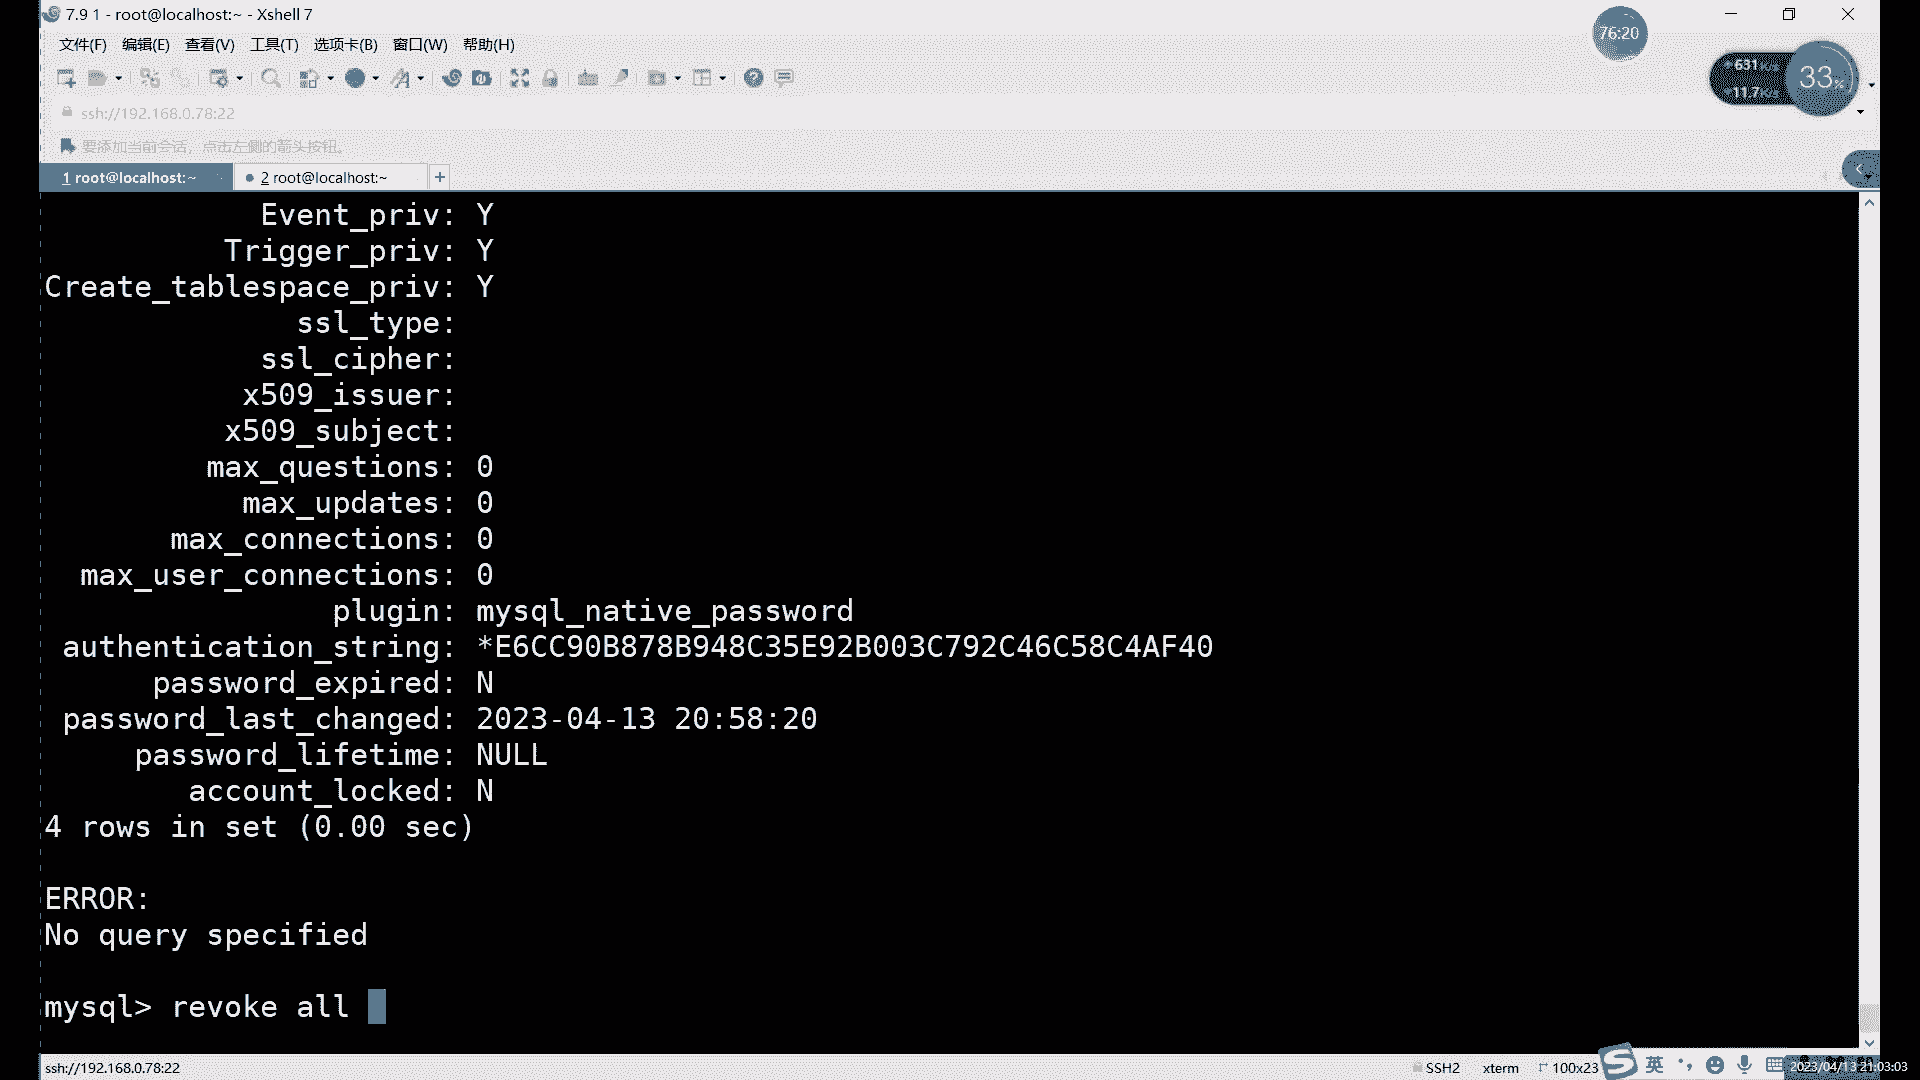 7.9 1 - root@localhost:~ - Xshell 7
76:20
文件(F) 编辑(E) 查看(V) 工具(T) 选项卡(B) 窗口(W) 帮助(H)
631K/s
33%
11.7K/s
ssh://192.168.0.78:22
要添加当前会话，点击左侧的箭头按钮。
1 root@localhost:~
2 root@localhost:~
+
Event_priv: Y
Trigger_priv: Y
Create_tablespace_priv: Y
ssl_type:
ssl_cipher:
x509_issuer:
x509_subject:
max_questions: 0
max_updates: 0
max_connections: 0
max_user_connections: 0
plugin: mysql_native_password
authentication_string: *E6CC90B878B948C35E92B003C792C46C58C4AF40
password_expired: N
password_last_changed: 2023-04-13 20:58:20
password_lifetime: NULL
account_locked: N
4 rows in set (0.00 sec)
ERROR:
No query specified
mysql> revoke all
ssh://192.168.0.78:22
SSH2 xterm 100x23
英
2023/04/13 21:03:03